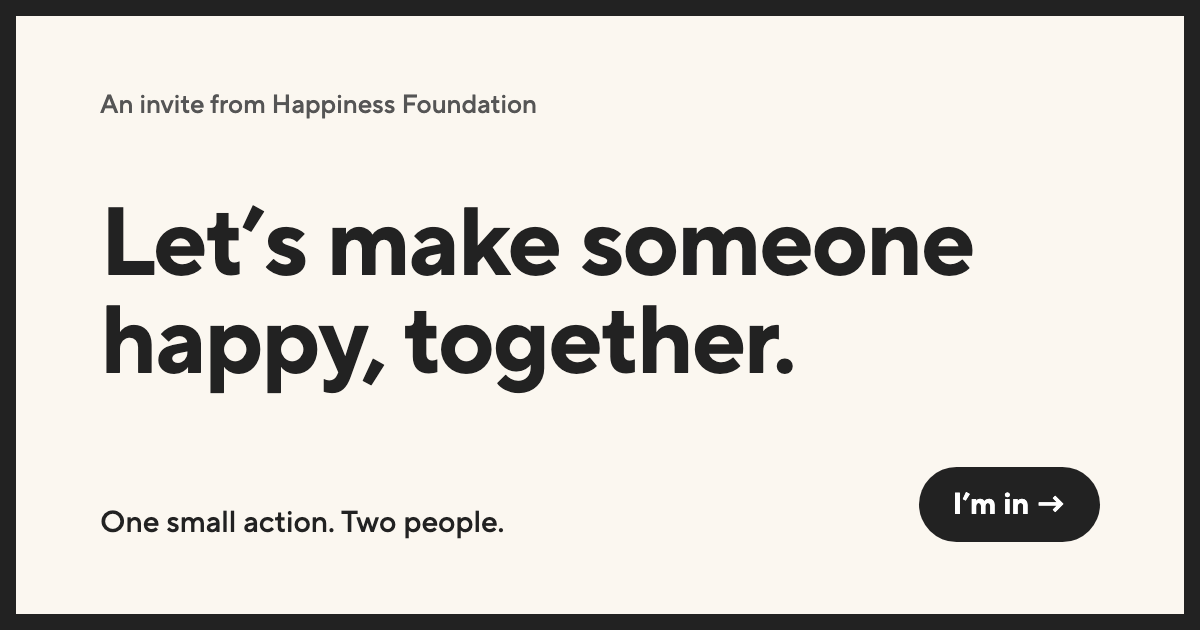 An invite from Happiness Foundation
Let’s make someone
happy, together.
One small action. Two people.
I’m in →